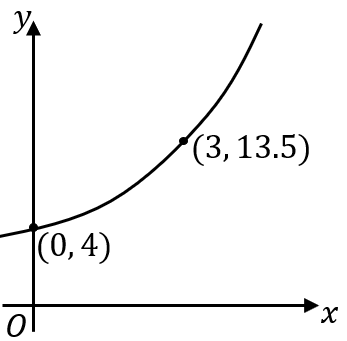 y
(3, 13.5)
(0, 4)
x
O